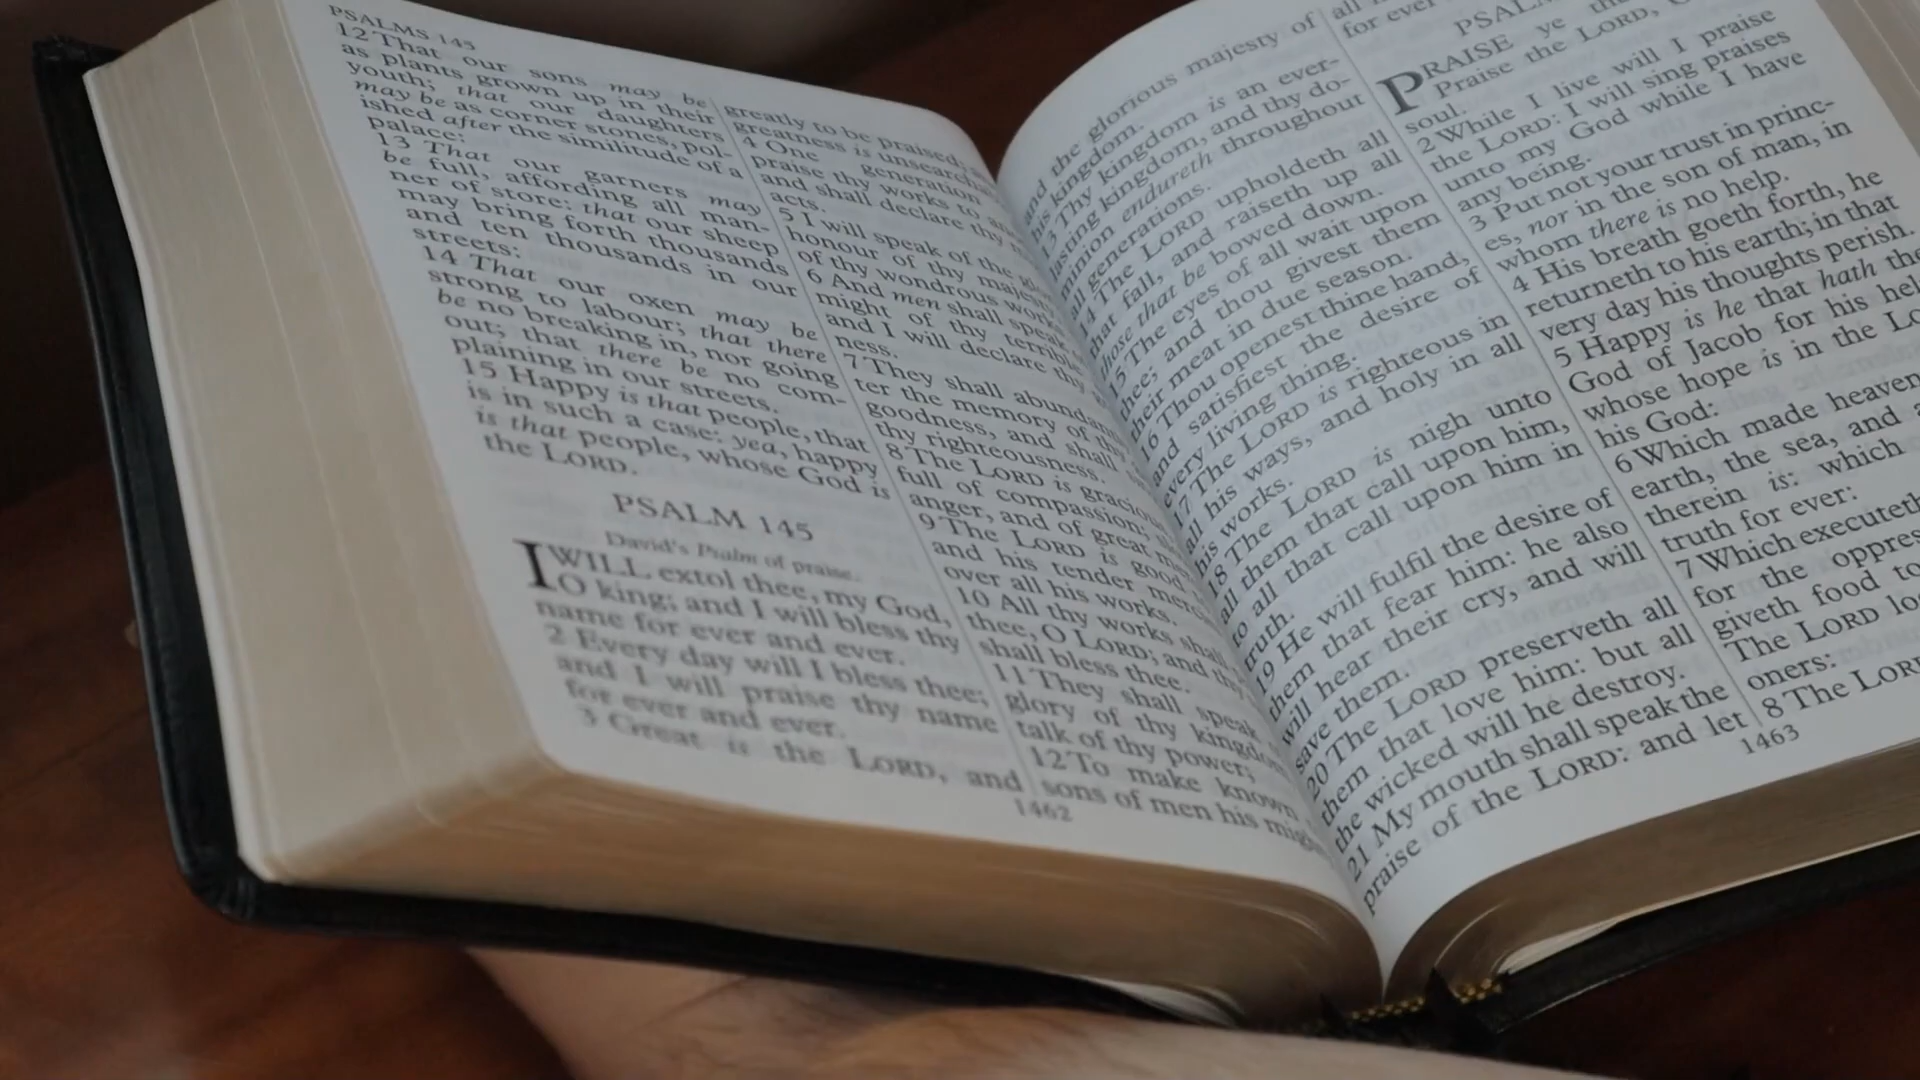 PSALMS 145
12 That our sons may be
as plants grown up in their
youth; that our daughters
may be as corner stones, pol-
ished after the similitude of a
palace:
13 That our garners may
be full, affording all man-
ner of store: that our sheep
may bring forth thousands
and ten thousands in our
streets:
14 That our oxen may be
strong to labour; that there
be no breaking in, nor going
out; that there be no com-
plaining in our streets.
15 Happy is that people, that
is in such a case: yea, happy
is that people, whose God is
the LORD.
PSALM 145
David's Psalm of praise.
I WILL extol thee, my God,
O king; and I will bless thy
name for ever and ever.
2 Every day will I bless thee;
and I will praise thy name
for ever and ever.
3 Great is the LORD, and
greatly to be praised;
greatness is
4 One generation
praise thy works to
and shall declare thy
acts.
5 I will speak of the
honour of thy
of thy wondrous
6 And men shall
might of thy
and I will declare thy
ness.
7 They shall
ter the memory of
goodness, and shall
thy righteousness.
8 The LORD is
full of compassion;
anger, and of great
9 The LORD is good
and his tender
over all his works.
10 All thy works
thee, O LORD; and
shall bless thee.
11 They shall speak
glory of thy
talk of thy power;
12 To make known
sons of men his
1462
the glorious majesty of
kingdom.
Thy kingdom is an ever-
kingdom, and thy do-
endureth throughout
generations.
The LORD upholdeth all
that fall, and raiseth up all
that be bowed down.
The eyes of all wait upon
thee; and thou givest them
their meat in due season.
Thou openest thine hand,
and satisfiest the desire of
every living thing.
17 The LORD is righteous in
all his ways, and holy in all
his works.
18 The LORD is nigh unto
all them that call upon him,
to all that call upon him in
truth.
19 He will fulfil the desire of
them that fear him: he also
will hear their cry, and will
save them.
20 The LORD preserveth all
them that love him: but all
the wicked will he destroy.
21 My mouth shall speak the
praise of the LORD: and let
all
for ever
PRAISE ye
Praise the LORD,
soul.
2 While I live will I praise
the LORD: I will sing praises
unto my God while I have
any being.
3 Put not your trust in princ-
es, nor in the son of man, in
whom there is no help.
4 His breath goeth forth, he
returneth to his earth; in that
very day his thoughts perish.
5 Happy is he that hath the
God of Jacob for his
whose hope is in the
his God:
6 Which made heaven
earth, the sea, and
therein is: which
truth for ever:
7 Which executeth
for the
giveth food to
The LORD
oners:
8 The LORD
1463